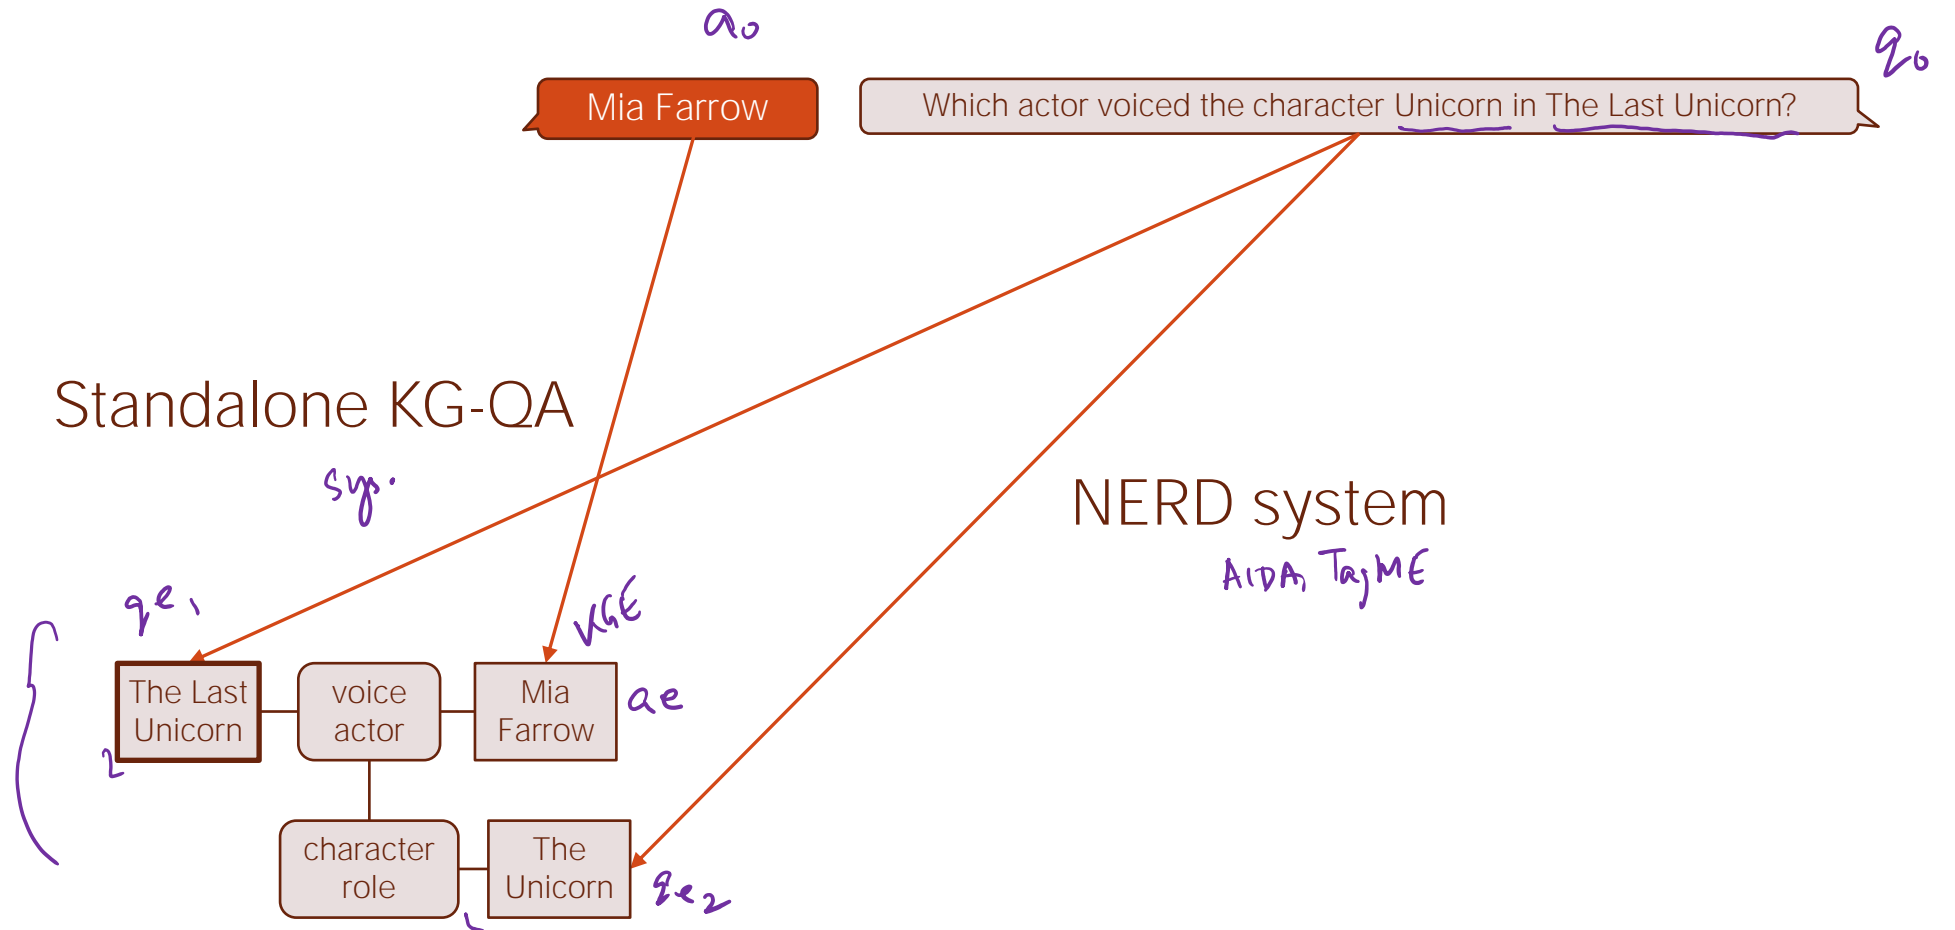 a₀
q₀
Mia Farrow
Which actor voiced the character Unicorn in The Last Unicorn?
Standalone KG-QA
sys.
NERD system
AIDA, TagME
qe₁
KGE
The Last
Unicorn
voice
actor
Mia
Farrow
ae
2
character
role
The
Unicorn
qe₂